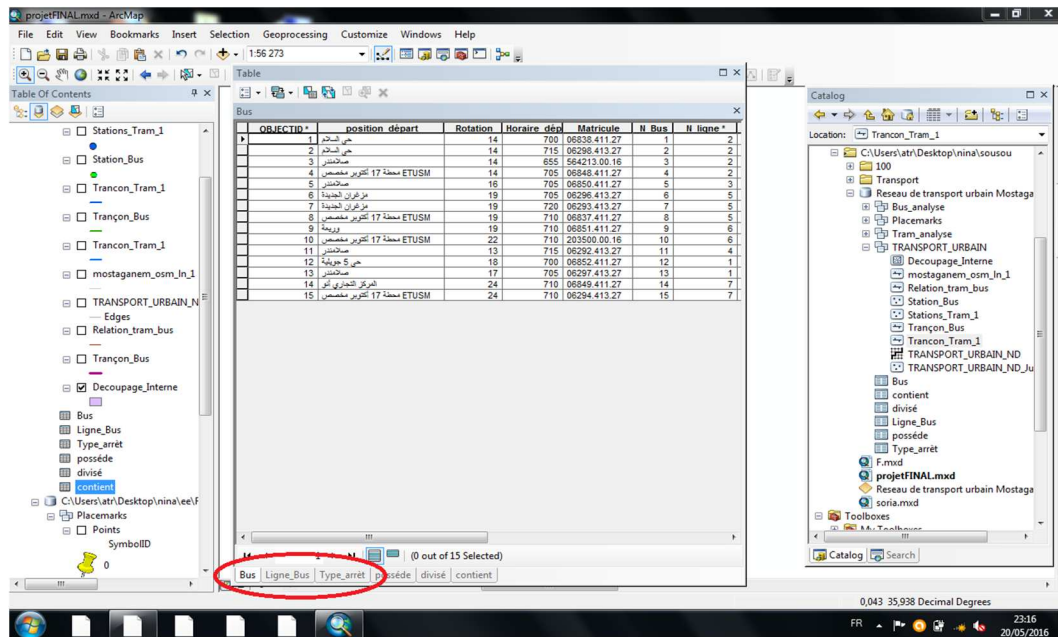 projetFINAL.mxd - ArcMap
File Edit View Bookmarks Insert Selection Geoprocessing Customize Windows Help
1:56 273
Table Of Contents
Stations_Tram_1
Station_Bus
Trancon_Tram_1
Trançon_Bus
Trancon_Tram_1
mostaganem_osm_ln_1
TRANSPORT_URBAIN_N
Edges
Relation_tram_bus
Trançon_Bus
Decoupage_Interne
Bus
Ligne_Bus
Type_arrèt
posséde
divisé
contient
C:\Users\atr\Desktop\nina\ee\F
Placemarks
Points
SymbolID
0
Table
Bus
OBJECTID * position_départ Rotation Horaire_dép Matricule N_Bus N_ligne *
1 حي السلام 14 700 06838.411.27 1 2
2 حي السلام 14 715 06298.413.27 2 2
3 صلامندر 14 655 564213.00.16 3 2
4 محطة 17 أكتوبر مخصص ETUSM 14 705 06848.411.27 4 2
5 صلامندر 16 705 06850.411.27 5 3
6 مزغران الجديدة 19 705 06296.413.27 6 5
7 مزغران الجديدة 19 720 06293.413.27 7 5
8 محطة 17 أكتوبر مخصص ETUSM 19 710 06837.411.27 8 5
9 وريعة 19 710 06851.411.27 9 6
10 محطة 17 أكتوبر مخصص ETUSM 22 710 203500.00.16 10 6
11 صلامندر 13 715 06292.413.27 11 4
12 حي 5 جويلية 18 700 06852.411.27 12 1
13 صلامندر 17 705 06297.413.27 13 1
14 المركز التجاري أنو 24 710 06849.411.27 14 7
15 محطة 17 أكتوبر مخصص ETUSM 24 710 06294.413.27 15 7
1 (0 out of 15 Selected)
Bus Ligne_Bus Type_arrèt posséde divisé contient
Catalog
Location: Trancon_Tram_1
C:\Users\atr\Desktop\nina\sousou
100
Transport
Reseau de transport urbain Mostaga
Bus_analyse
Placemarks
Tram_analyse
TRANSPORT_URBAIN
Decoupage_Interne
mostaganem_osm_ln_1
Relation_tram_bus
Station_Bus
Stations_Tram_1
Trançon_Bus
Trancon_Tram_1
TRANSPORT_URBAIN_ND
TRANSPORT_URBAIN_ND_Ju
Bus
contient
divisé
Ligne_Bus
posséde
Type_arrèt
F.mxd
projetFINAL.mxd
Reseau de transport urbain Mostaga
soria.mxd
Toolboxes
My Toolboxes
Catalog Search
0,043 35,938 Decimal Degrees
FR 23:16
20/05/2016